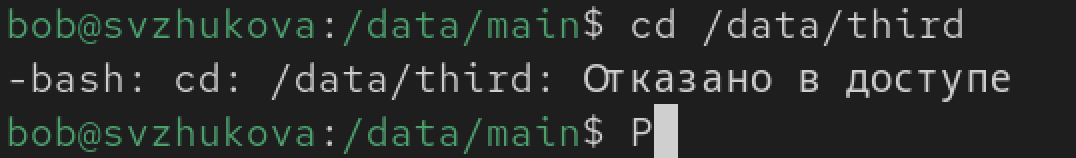 bob@svzhukova:/data/main$ cd /data/third
-bash: cd: /data/third: Отказано в доступе
bob@svzhukova:/data/main$ P